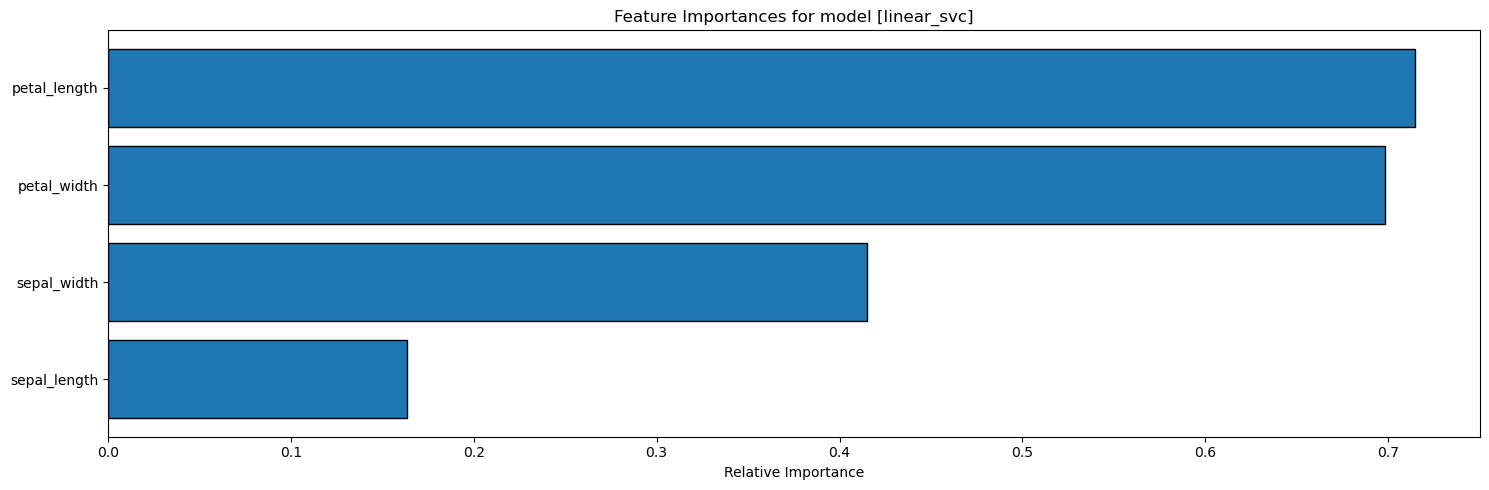 Feature Importances for model [linear_svc]
petal_length
petal_width
sepal_width
sepal_length
0.0 0.1 0.2 0.3 0.4 0.5 0.6 0.7
Relative Importance